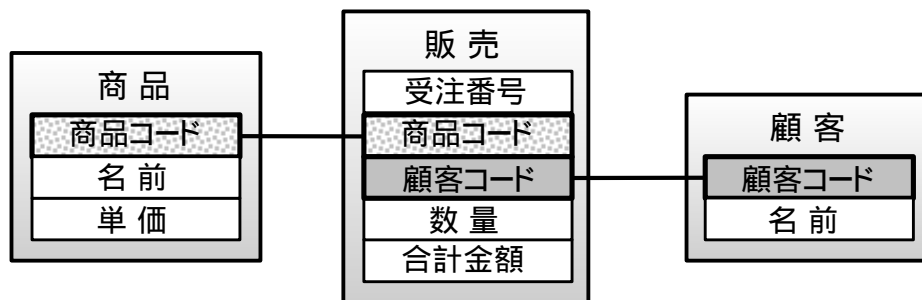 商品
商品コード
名前
単価
販売
受注番号
商品コード
顧客コード
数量
合計金額
顧客
顧客コード
名前